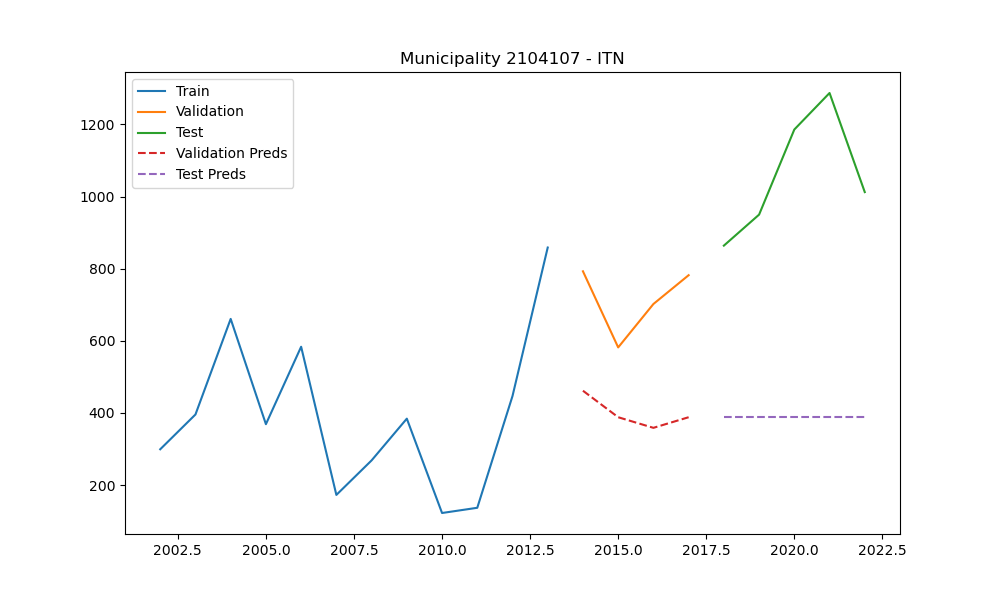 Municipality 2104107 - ITN
Train
Validation
Test
Validation Preds
Test Preds
1200
1000
800
600
400
200
2002.5 2005.0 2007.5 2010.0 2012.5 2015.0 2017.5 2020.0 2022.5